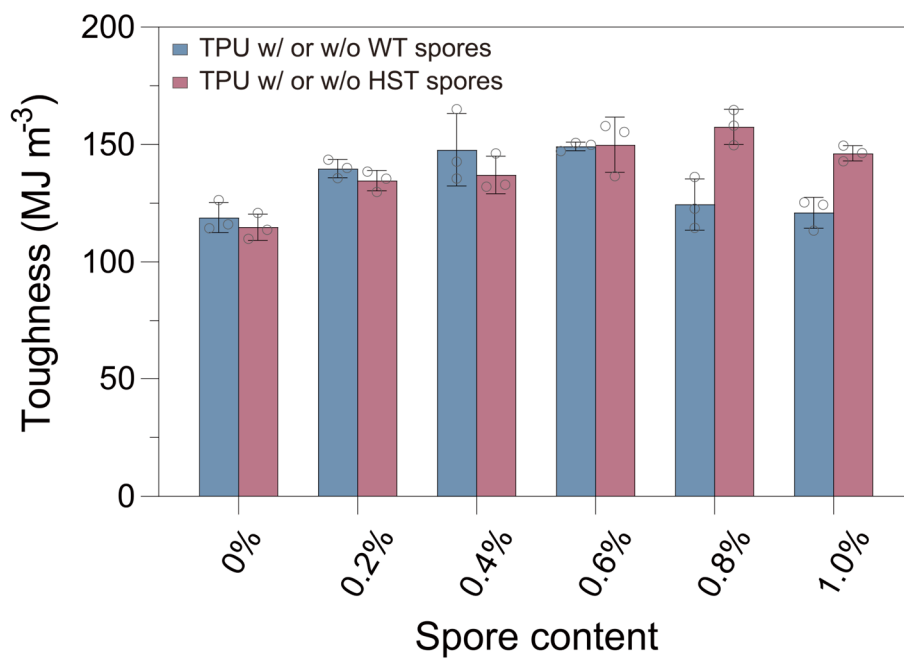 200
150
100
50
0
Toughness (MJ m⁻³)
TPU w/ or w/o WT spores
TPU w/ or w/o HST spores
0%
0.2%
0.4%
0.6%
0.8%
1.0%
Spore content